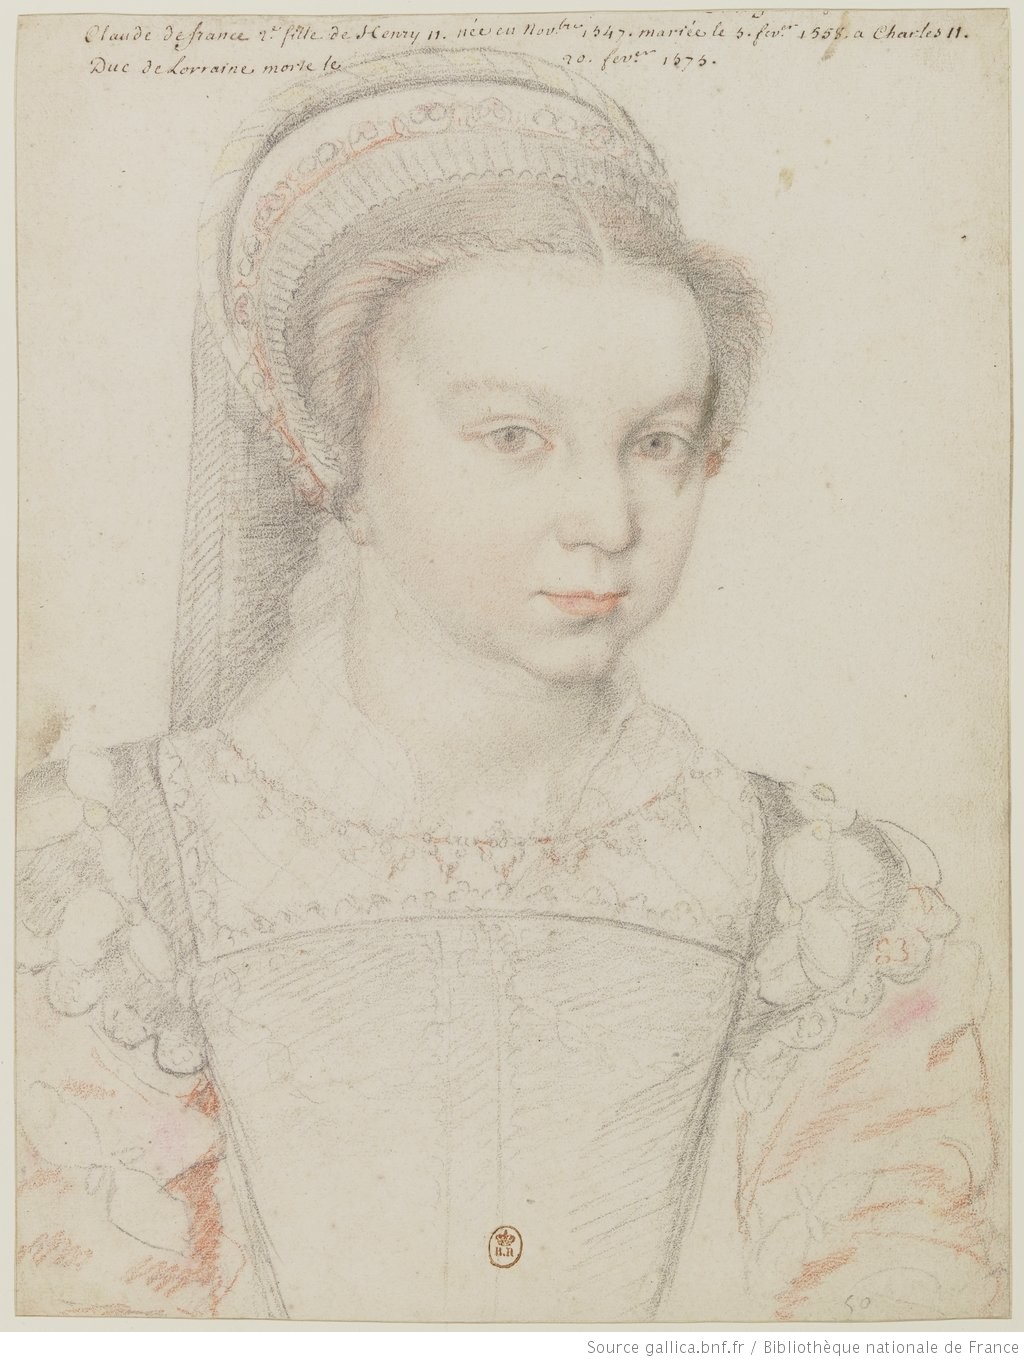 Claude de france 2e fille de Henry II. née en Novbre 1547. mariée le 5. fevr 1558. a Charles II.
Duc de Lorraine morte le 20. fevr 1575.
83
B.R
50
Source gallica.bnf.fr / Bibliothèque nationale de France